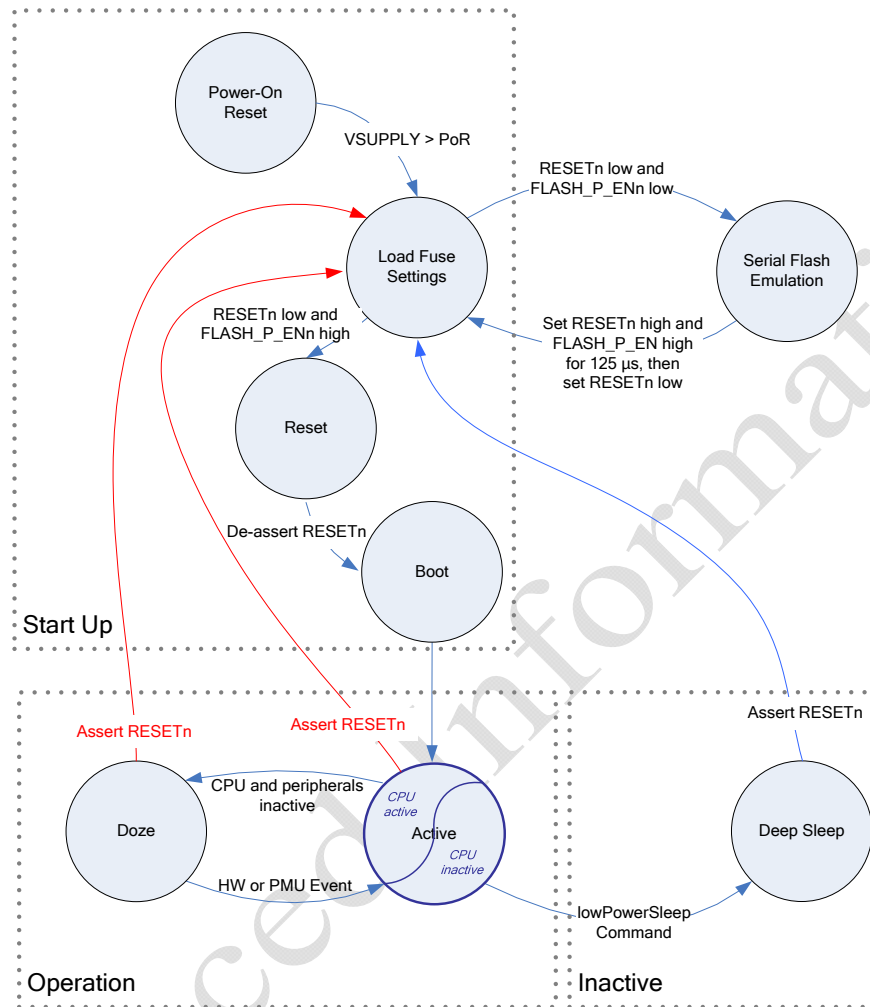 Power-On
Reset
VSUPPLY > PoR
RESETn low and
FLASH_P_ENn low
Load Fuse
Settings
Serial Flash
Emulation
RESETn low and
FLASH_P_ENn high
Set RESETn high and
FLASH_P_EN high
for 125 µs, then
set RESETn low
Reset
De-assert RESETn
Boot
Start Up
Assert RESETn
Assert RESETn
Assert RESETn
CPU and peripherals
inactive
CPU
active
Doze
Active
CPU
inactive
Deep Sleep
HW or PMU Event
lowPowerSleep
Command
Operation
Inactive
ced Informati